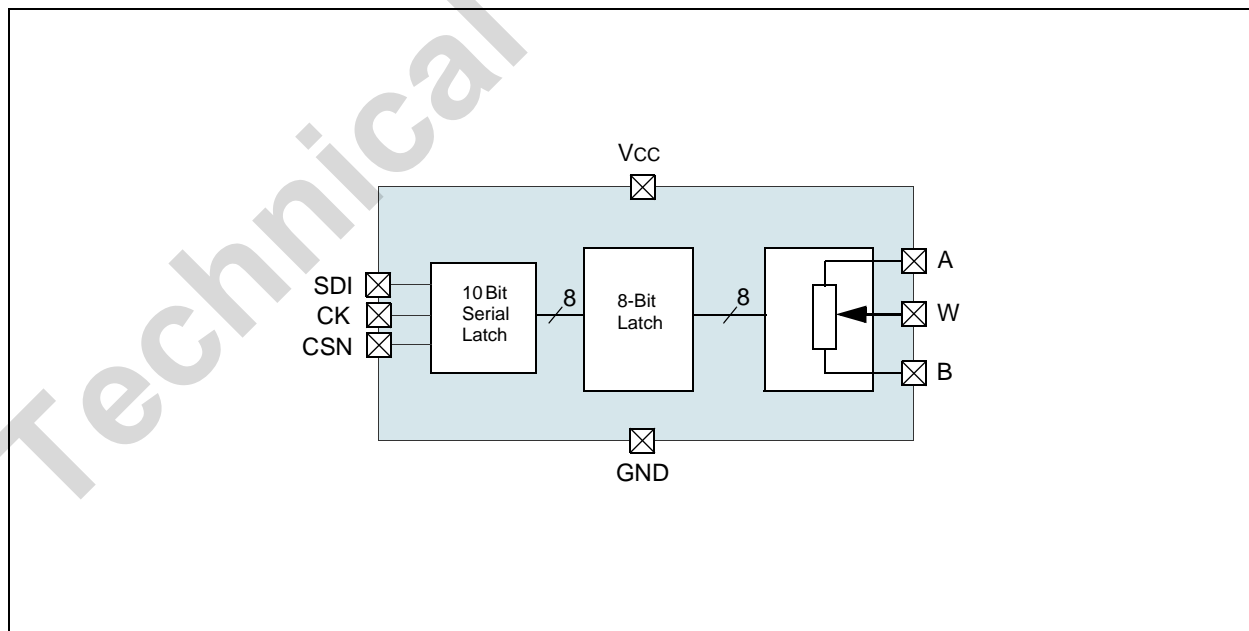 Technical
VCC
SDI
CK
CSN
10 Bit
Serial
Latch
8
8-Bit
Latch
8
A
W
B
GND